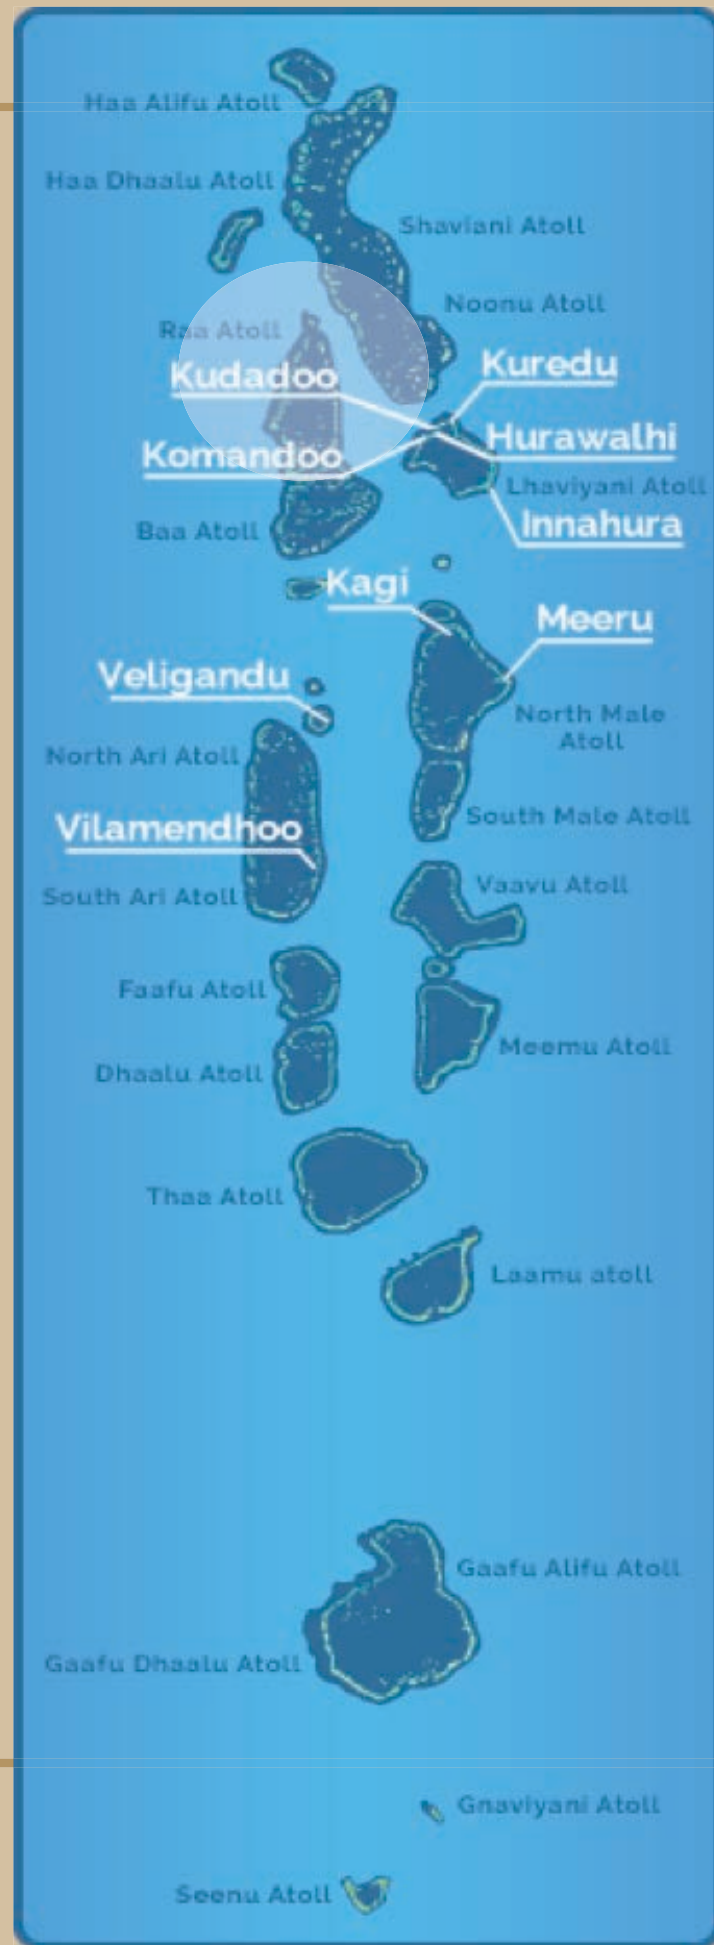 Haa Alifu Atoll
Haa Dhaalu Atoll
Shaviani Atoll
Noonu Atoll
Raa Atoll
Kuredu
Kudadoo
Hurawalhi
Komandoo
Lhaviyani Atoll
Innahura
Baa Atoll
Kagi
Meeru
Veligandu
North Male
Atoll
North Ari Atoll
South Male Atoll
Vilamendhoo
Vaavu Atoll
South Ari Atoll
Faafu Atoll
Meemu Atoll
Dhaalu Atoll
Thaa Atoll
Laamu atoll
Gaafu Alifu Atoll
Gaafu Dhaalu Atoll
Gnaviyani Atoll
Seenu Atoll